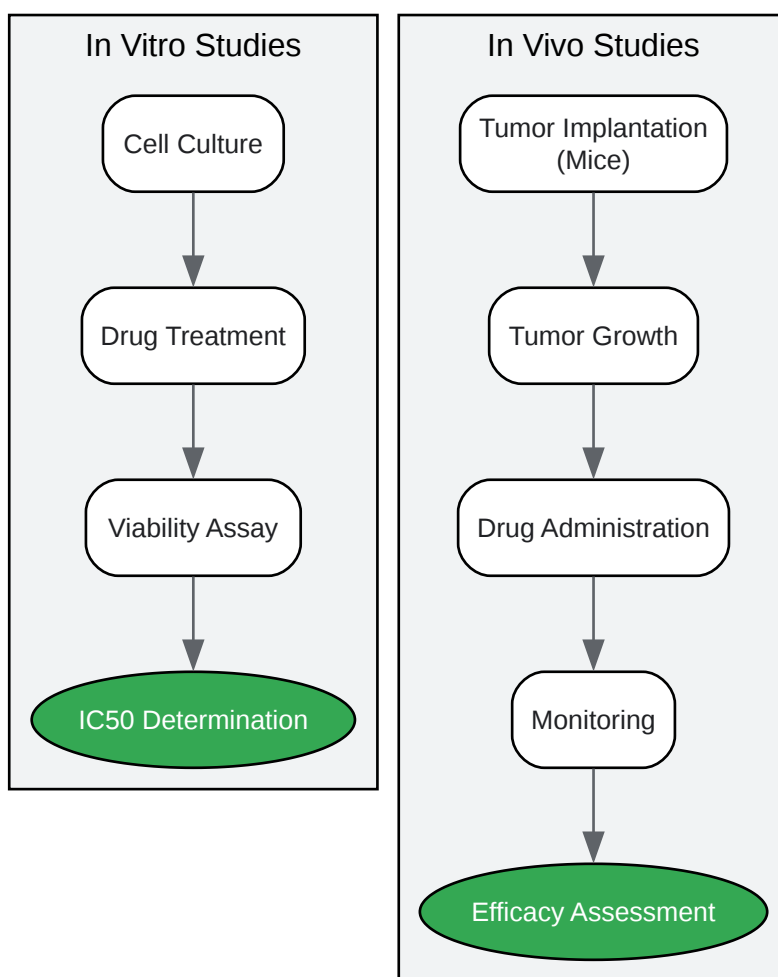 In Vitro Studies
Cell Culture
Drug Treatment
Viability Assay
IC50 Determination
In Vivo Studies
Tumor Implantation
(Mice)
Tumor Growth
Drug Administration
Monitoring
Efficacy Assessment